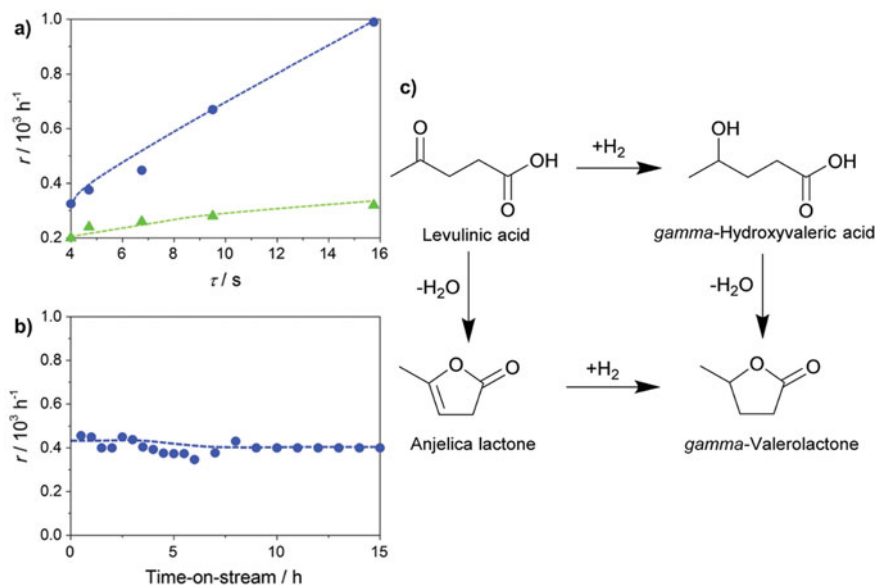 a)
1.0
0.8
0.6
0.4
0.2
r / 10³ h⁻¹
4 6 8 10 12 14 16
τ / s
b)
1.0
0.8
0.6
0.4
0.2
0.0
r / 10³ h⁻¹
0 5 10 15
Time-on-stream / h
c)
O
OH
O
Levulinic acid
+H₂
OH
OH
O
gamma-Hydroxyvaleric acid
-H₂O
-H₂O
O
O
Anjelica lactone
+H₂
O
O
gamma-Valerolactone